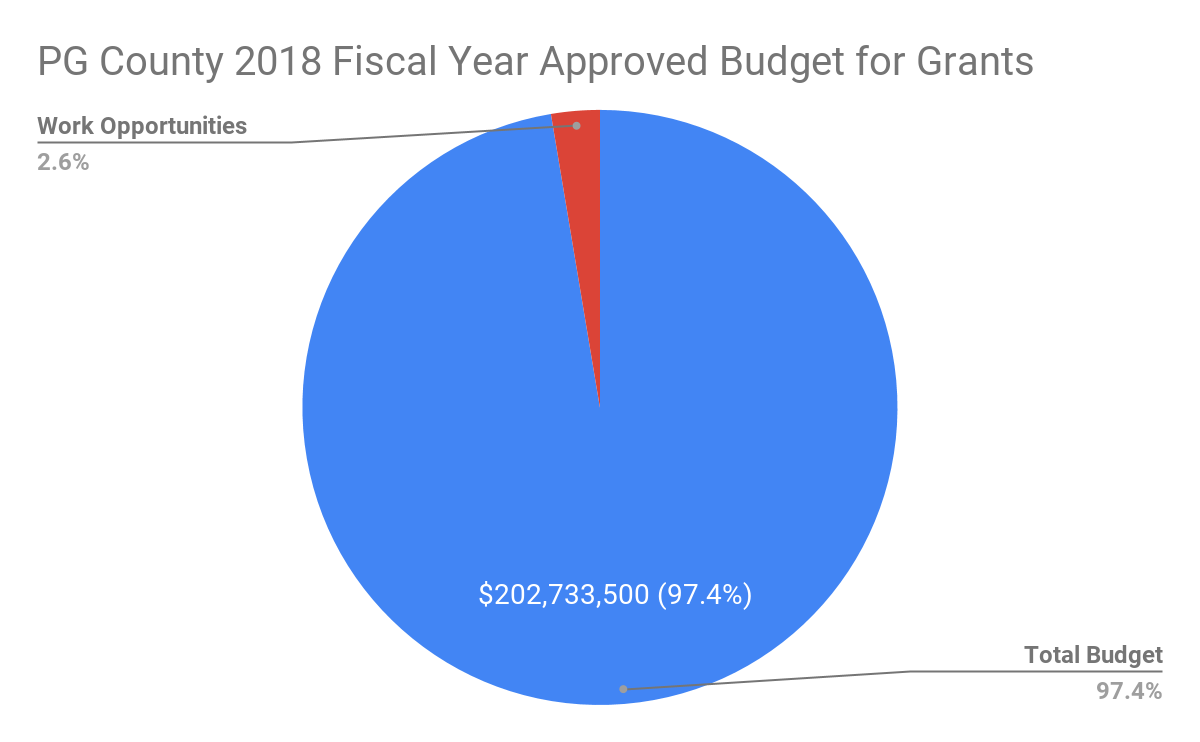 PG County 2018 Fiscal Year Approved Budget for Grants
Work Opportunities
2.6%
$202,733,500 (97.4%)
Total Budget
97.4%